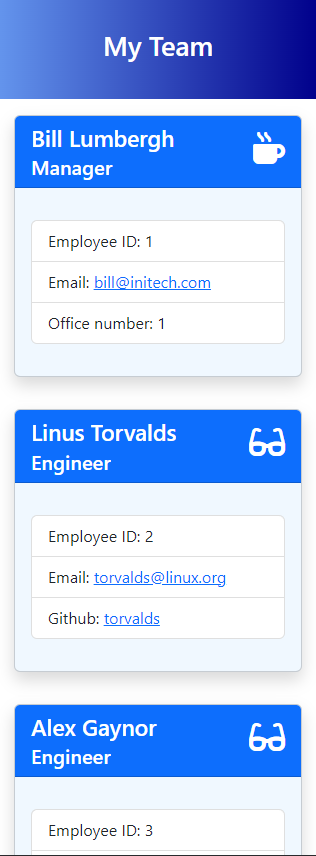 My Team
Bill Lumbergh
Manager
Employee ID: 1
Email: bill@initech.com
Office number: 1
Linus Torvalds
Engineer
Employee ID: 2
Email: torvalds@linux.org
Github: torvalds
Alex Gaynor
Engineer
Employee ID: 3